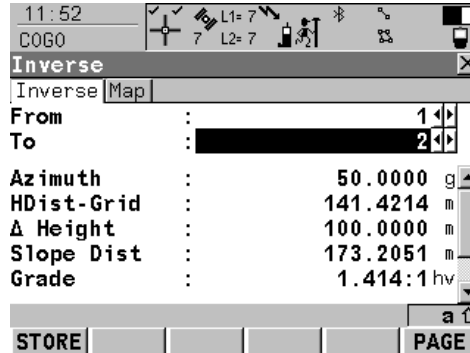 11:52
L1= 7
COGO
7 L2= 7
Inverse
Inverse Map
From : 1
To : 2
Azimuth : 50.0000 g
HDist-Grid : 141.4214 m
Δ Height : 100.0000 m
Slope Dist : 173.2051 m
Grade : 1.414:1 hv
a
STORE PAGE